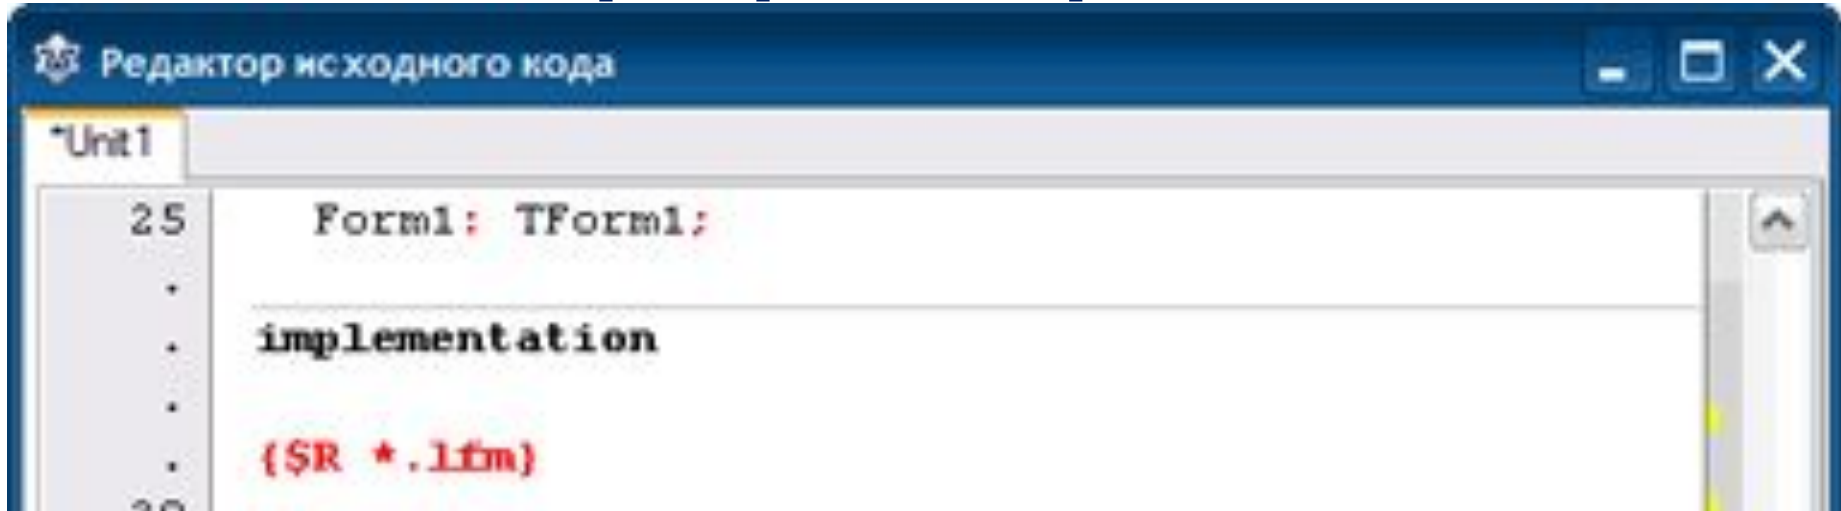 Редактор исходного кода
*Unit1
25 Form1: TForm1;
.
. implementation
.
. {$R *.lfm}